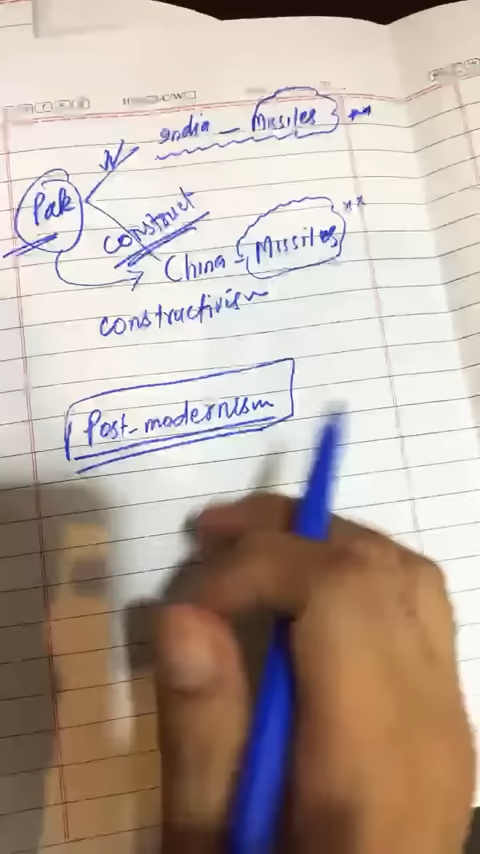 India - Missiles
Pak
construct
China - Missiles
constructivism
Post-modernism